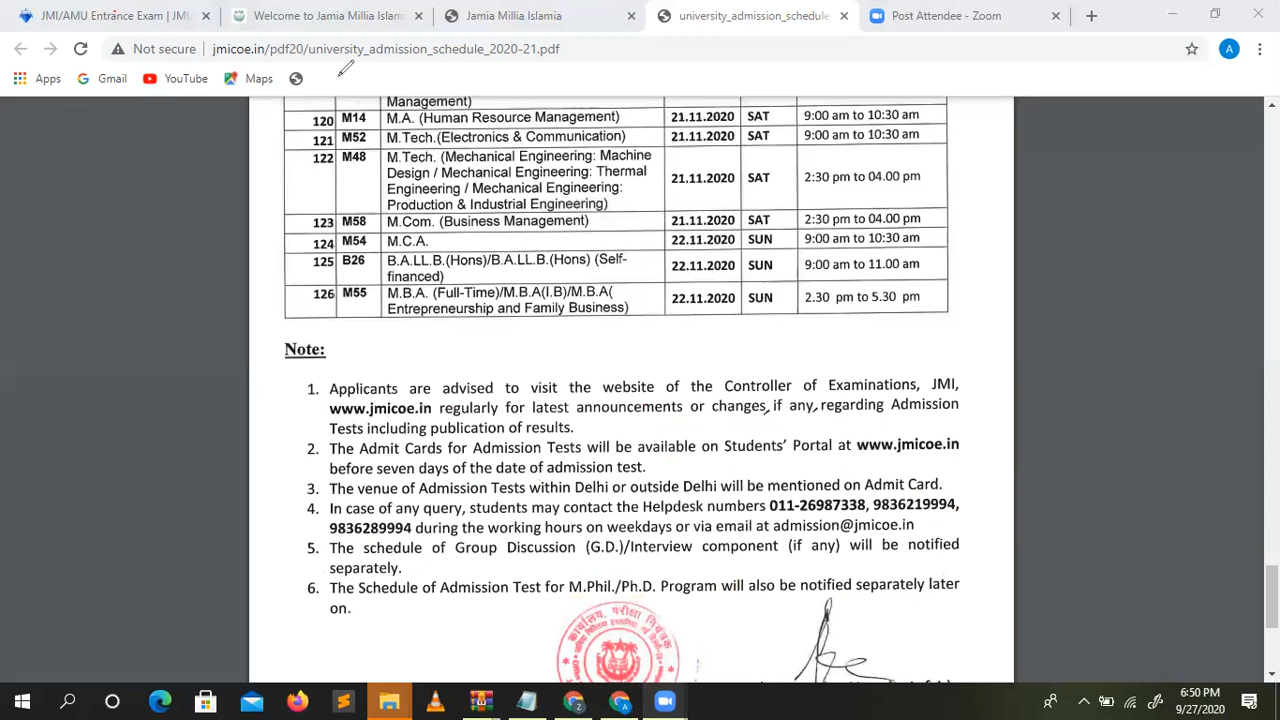 JMI/AMU Entrance Exam | JMI
Welcome to Jamia Millia Islami
Jamia Millia Islamia
university_admission_schedule
Post Attendee - Zoom
Not secure | jmicoe.in/pdf20/university_admission_schedule_2020-21.pdf
A
Apps
Gmail
YouTube
Maps
Management)
120 M14 M.A. (Human Resource Management) 21.11.2020 SAT 9:00 am to 10:30 am
121 M52 M.Tech.(Electronics & Communication) 21.11.2020 SAT 9:00 am to 10:30 am
122 M48 M.Tech. (Mechanical Engineering: Machine
Design / Mechanical Engineering: Thermal
Engineering / Mechanical Engineering:
Production & Industrial Engineering) 21.11.2020 SAT 2:30 pm to 04.00 pm
123 M58 M.Com. (Business Management) 21.11.2020 SAT 2:30 pm to 04.00 pm
124 M54 M.C.A. 22.11.2020 SUN 9:00 am to 10:30 am
125 B26 B.A.LL.B.(Hons)/B.A.LL.B.(Hons) (Self-
financed) 22.11.2020 SUN 9:00 am to 11.00 am
126 M55 M.B.A. (Full-Time)/M.B.A(I.B)/M.B.A(
Entrepreneurship and Family Business) 22.11.2020 SUN 2.30 pm to 5.30 pm
Note:
1. Applicants are advised to visit the website of the Controller of Examinations, JMI,
www.jmicoe.in regularly for latest announcements or changes, if any, regarding Admission
Tests including publication of results.
2. The Admit Cards for Admission Tests will be available on Students' Portal at www.jmicoe.in
before seven days of the date of admission test.
3. The venue of Admission Tests within Delhi or outside Delhi will be mentioned on Admit Card.
4. In case of any query, students may contact the Helpdesk numbers 011-26987338, 9836219994,
9836289994 during the working hours on weekdays or via email at admission@jmicoe.in
5. The schedule of Group Discussion (G.D.)/Interview component (if any) will be notified
separately.
6. The Schedule of Admission Test for M.Phil./Ph.D. Program will also be notified separately later
on.
कार्यालय, परीक्षा नियंत्रक
6:50 PM
9/27/2020